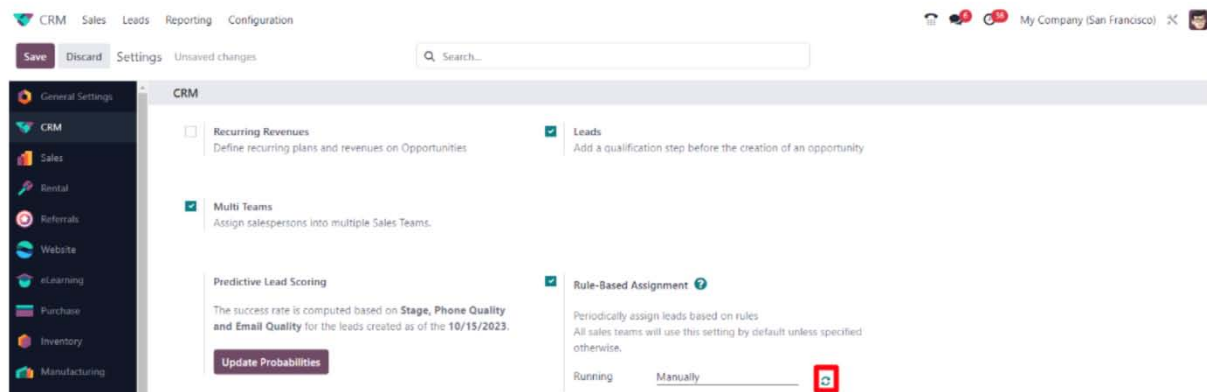 CRM Sales Leads Reporting Configuration 6 36 My Company (San Francisco)
Save Discard Settings Unsaved changes Search...
General Settings
CRM
Sales
Rental
Referrals
Website
eLearning
Purchase
Inventory
Manufacturing
CRM
Recurring Revenues
Define recurring plans and revenues on Opportunities
Leads
Add a qualification step before the creation of an opportunity
Multi Teams
Assign salespersons into multiple Sales Teams.
Predictive Lead Scoring
The success rate is computed based on Stage, Phone Quality
and Email Quality for the leads created as of the 10/15/2023.
Update Probabilities
Rule-Based Assignment ?
Periodically assign leads based on rules
All sales teams will use this setting by default unless specified
otherwise.
Running Manually